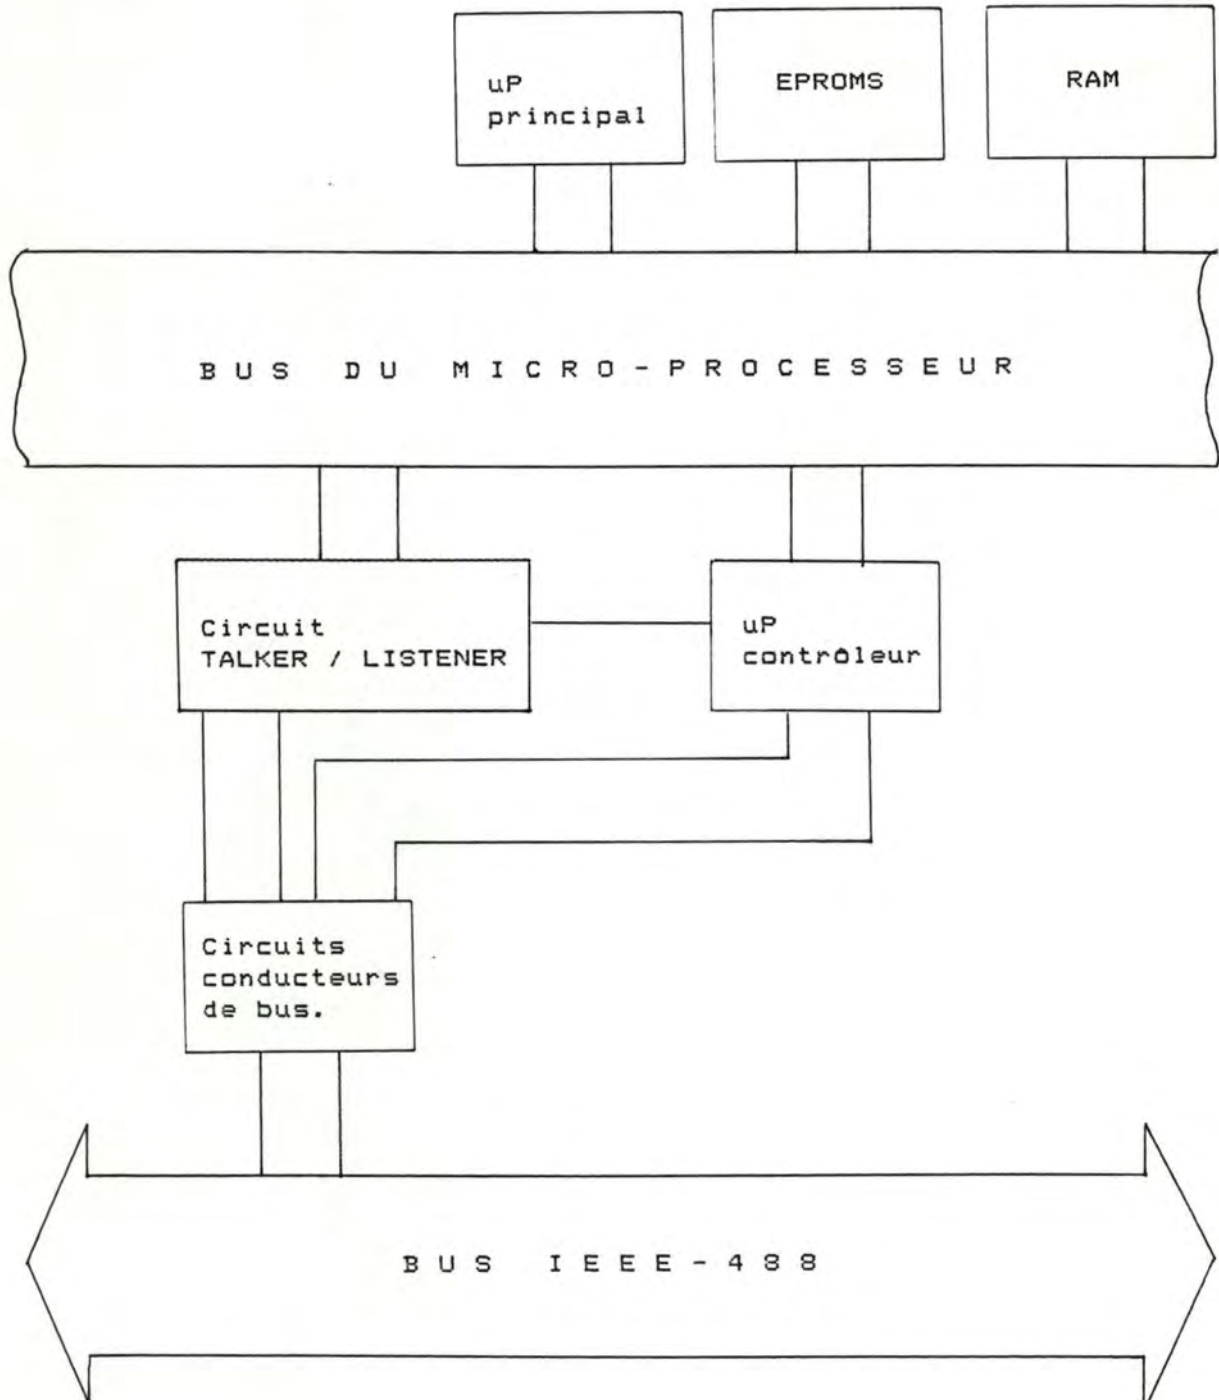 uP
principal
EPROMS
RAM
BUS DU MICRO-PROCESSEUR
Circuit
TALKER / LISTENER
uP
contrôleur
Circuits
conducteurs
de bus.
BUS IEEE-488